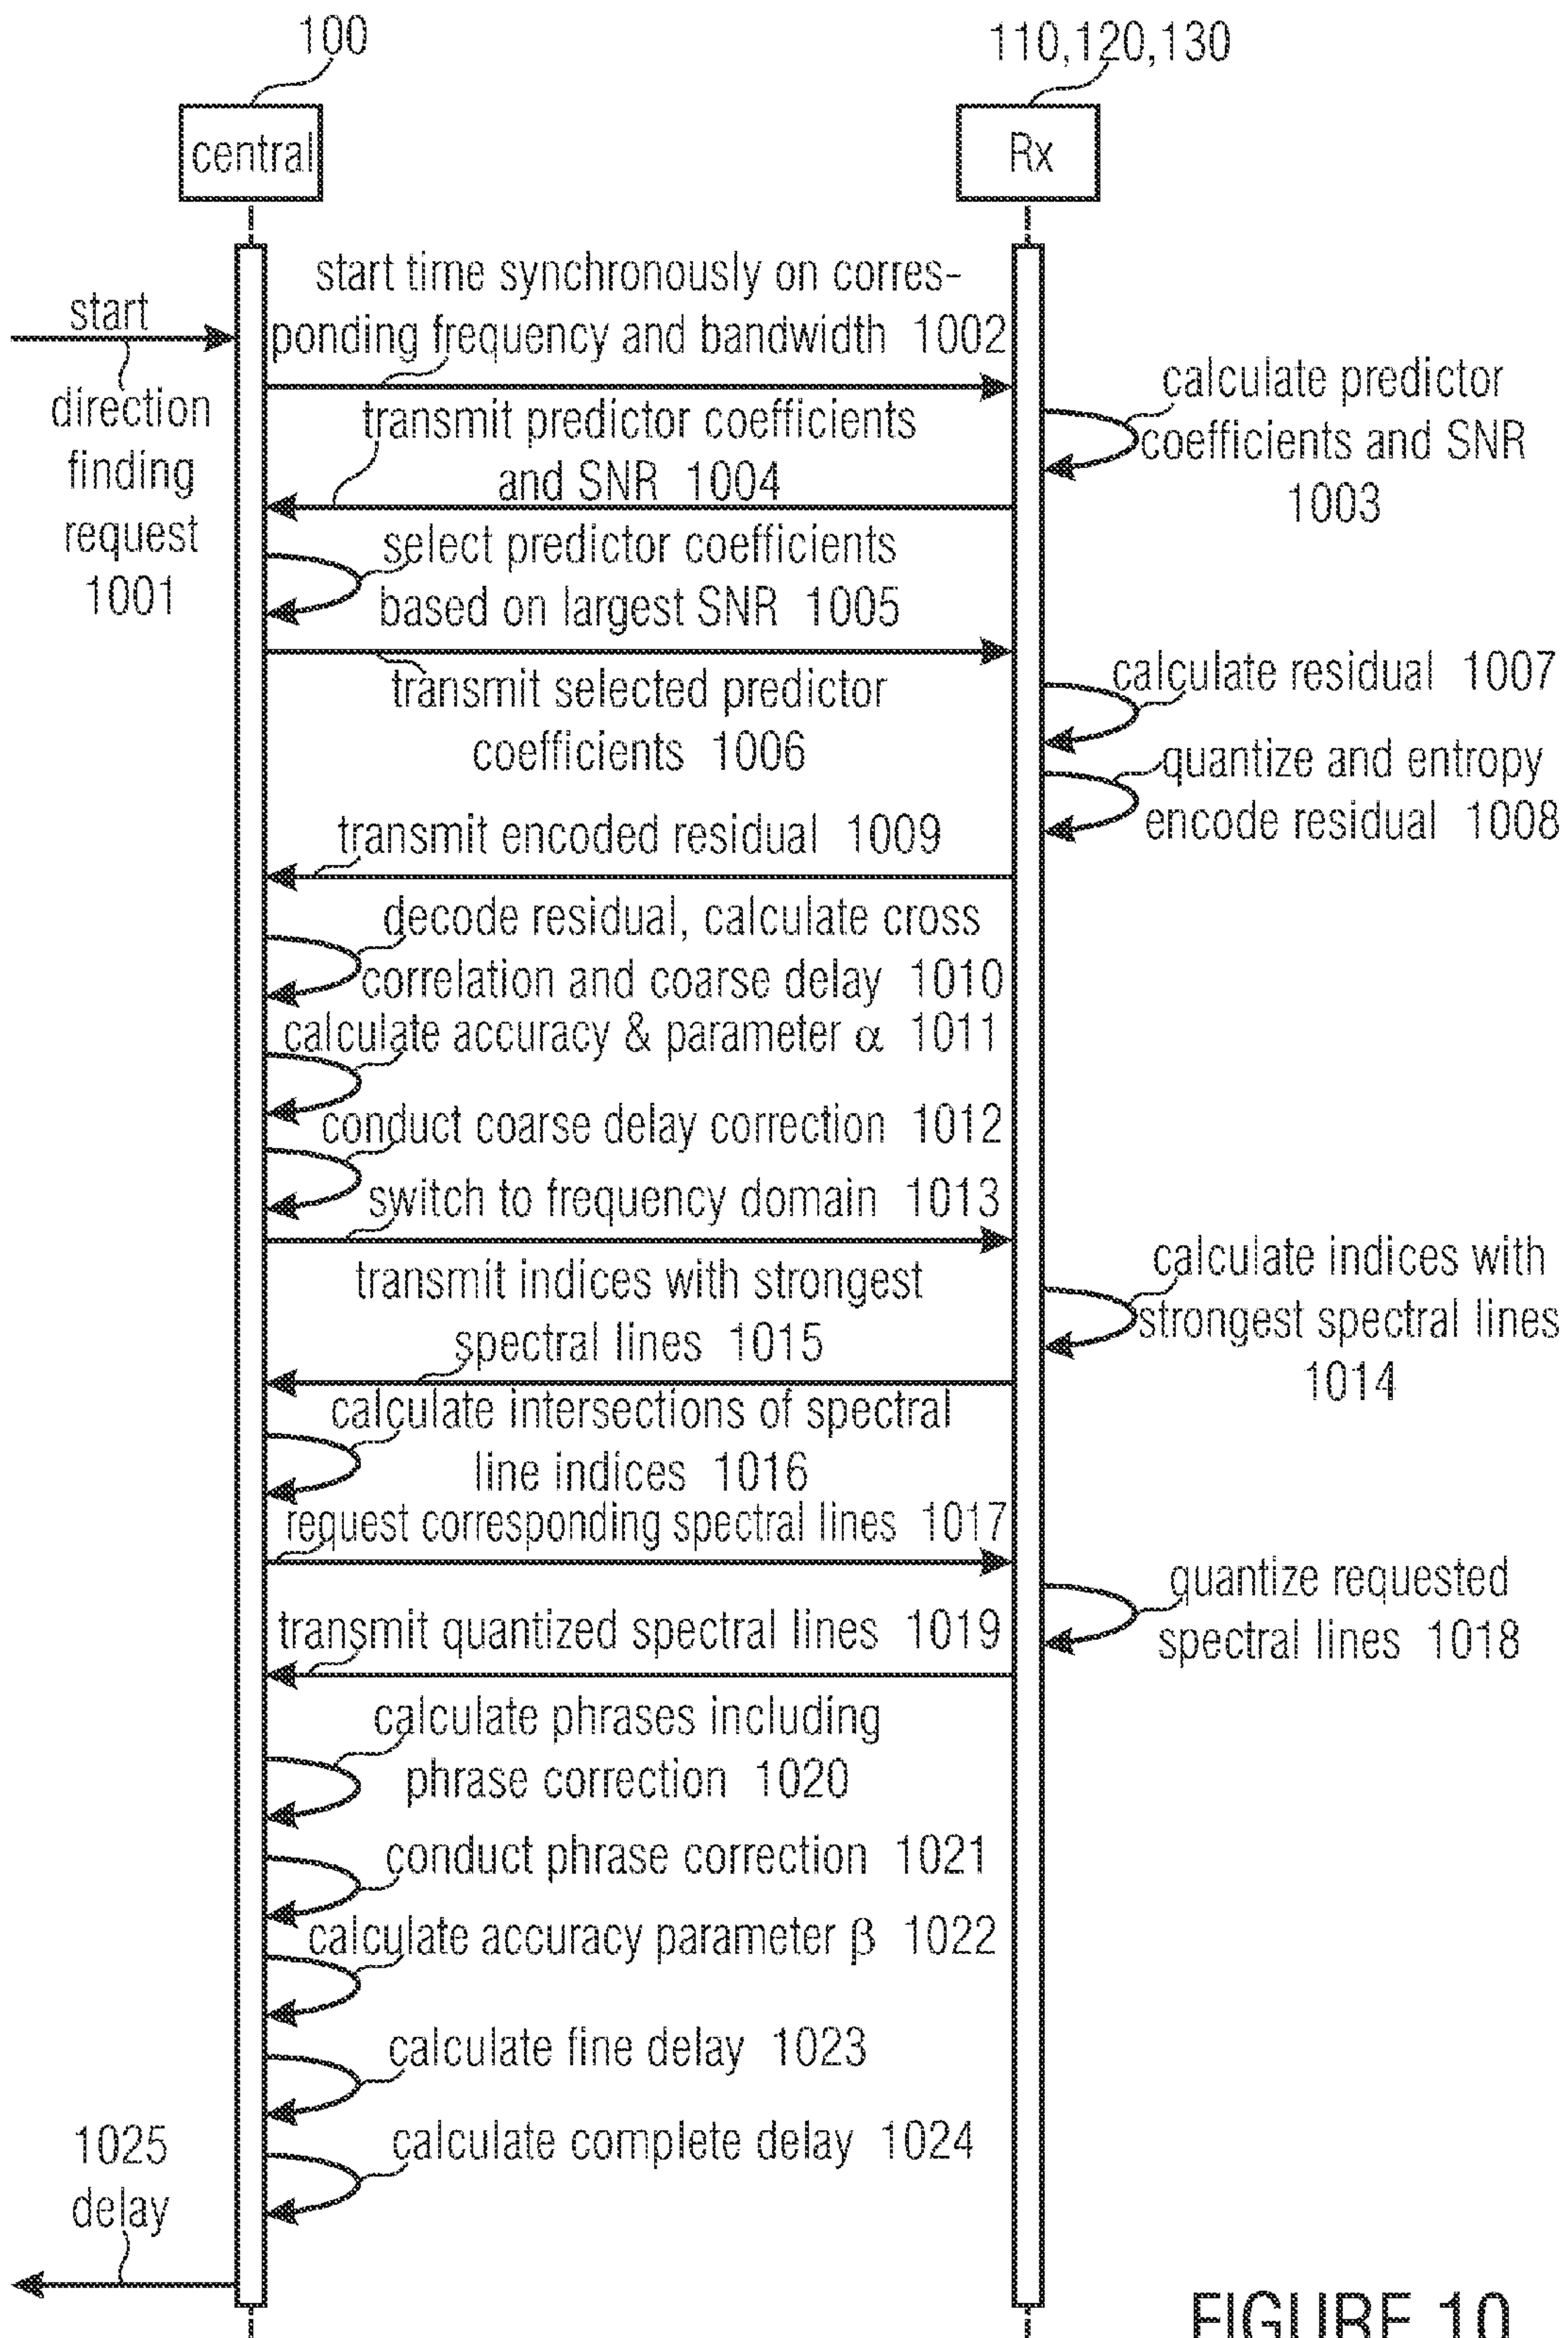 100
110,120,130
central
Rx
start
direction
finding
request
1001
start time synchronously on corres-
ponding frequency and bandwidth 1002
calculate predictor
coefficients and SNR
1003
transmit predictor coefficients
and SNR 1004
select predictor coefficients
based on largest SNR 1005
transmit selected predictor
coefficients 1006
calculate residual 1007
quantize and entropy
encode residual 1008
transmit encoded residual 1009
decode residual, calculate cross
correlation and coarse delay 1010
calculate accuracy & parameter α 1011
conduct coarse delay correction 1012
switch to frequency domain 1013
calculate indices with
strongest spectral lines
1014
transmit indices with strongest
spectral lines 1015
calculate intersections of spectral
line indices 1016
request corresponding spectral lines 1017
quantize requested
spectral lines 1018
transmit quantized spectral lines 1019
calculate phrases including
phrase correction 1020
conduct phrase correction 1021
calculate accuracy parameter β 1022
calculate fine delay 1023
calculate complete delay 1024
1025
delay
FIGURE 10